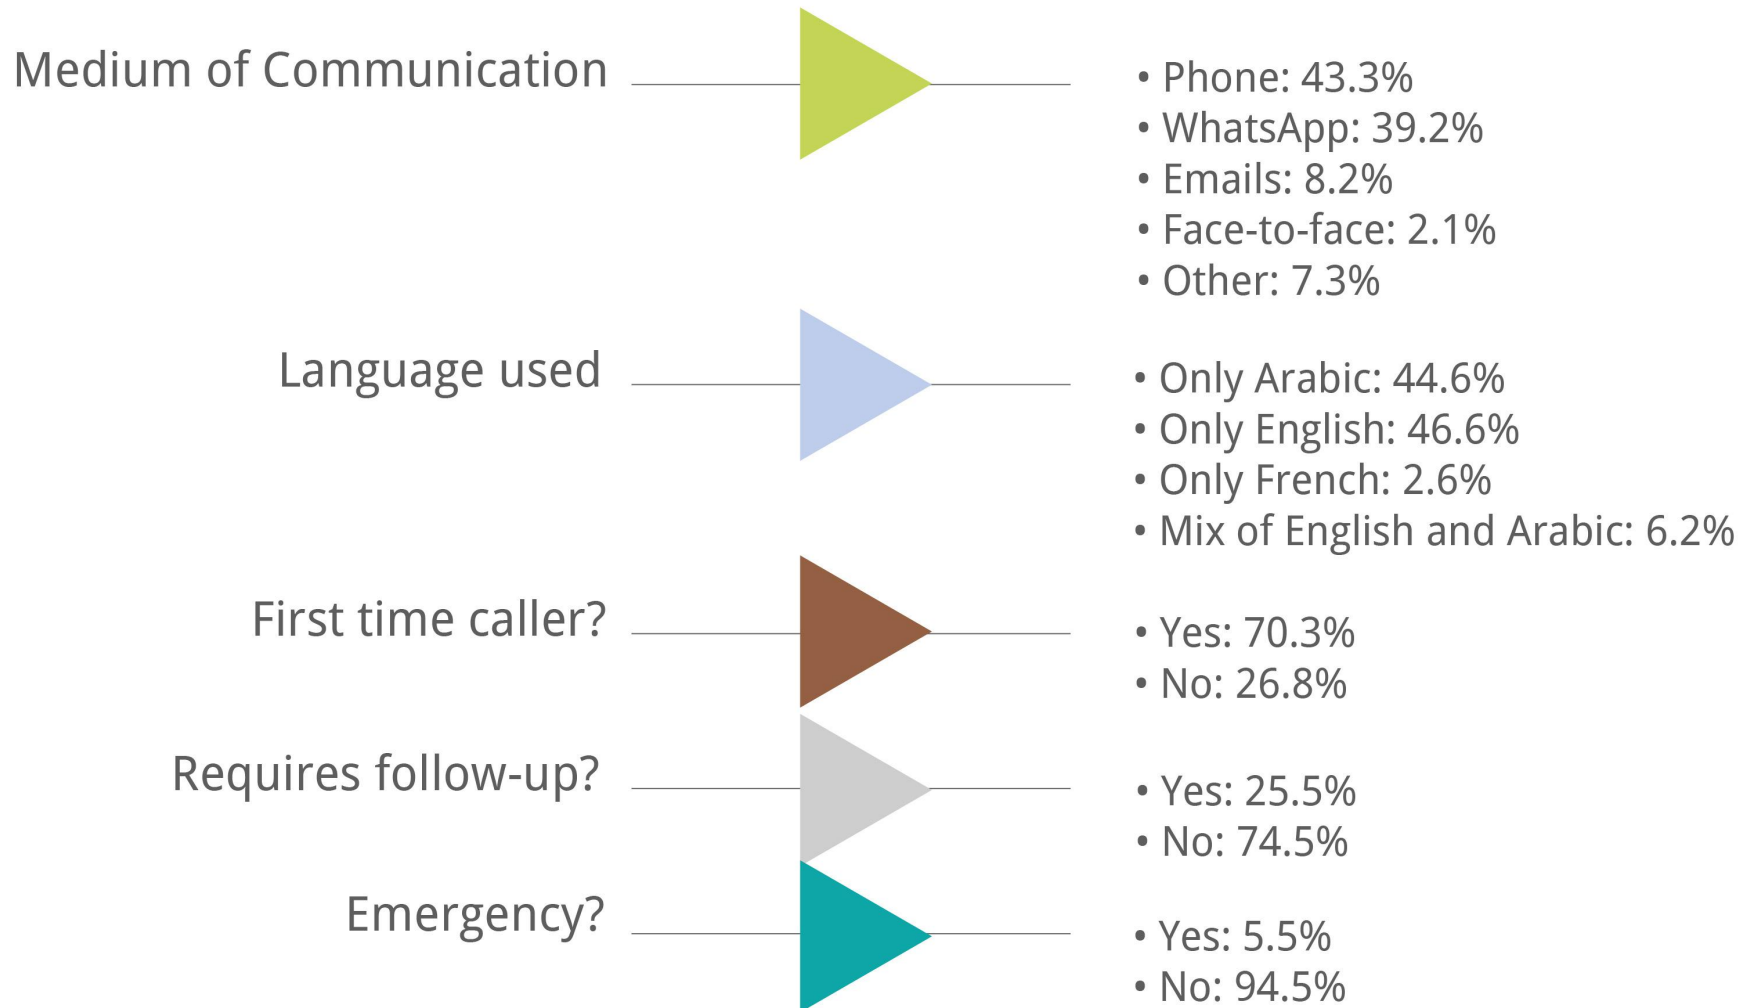 Medium of Communication
• Phone: 43.3%
• WhatsApp: 39.2%
• Emails: 8.2%
• Face-to-face: 2.1%
• Other: 7.3%
Language used
• Only Arabic: 44.6%
• Only English: 46.6%
• Only French: 2.6%
• Mix of English and Arabic: 6.2%
First time caller?
• Yes: 70.3%
• No: 26.8%
Requires follow-up?
• Yes: 25.5%
• No: 74.5%
Emergency?
• Yes: 5.5%
• No: 94.5%